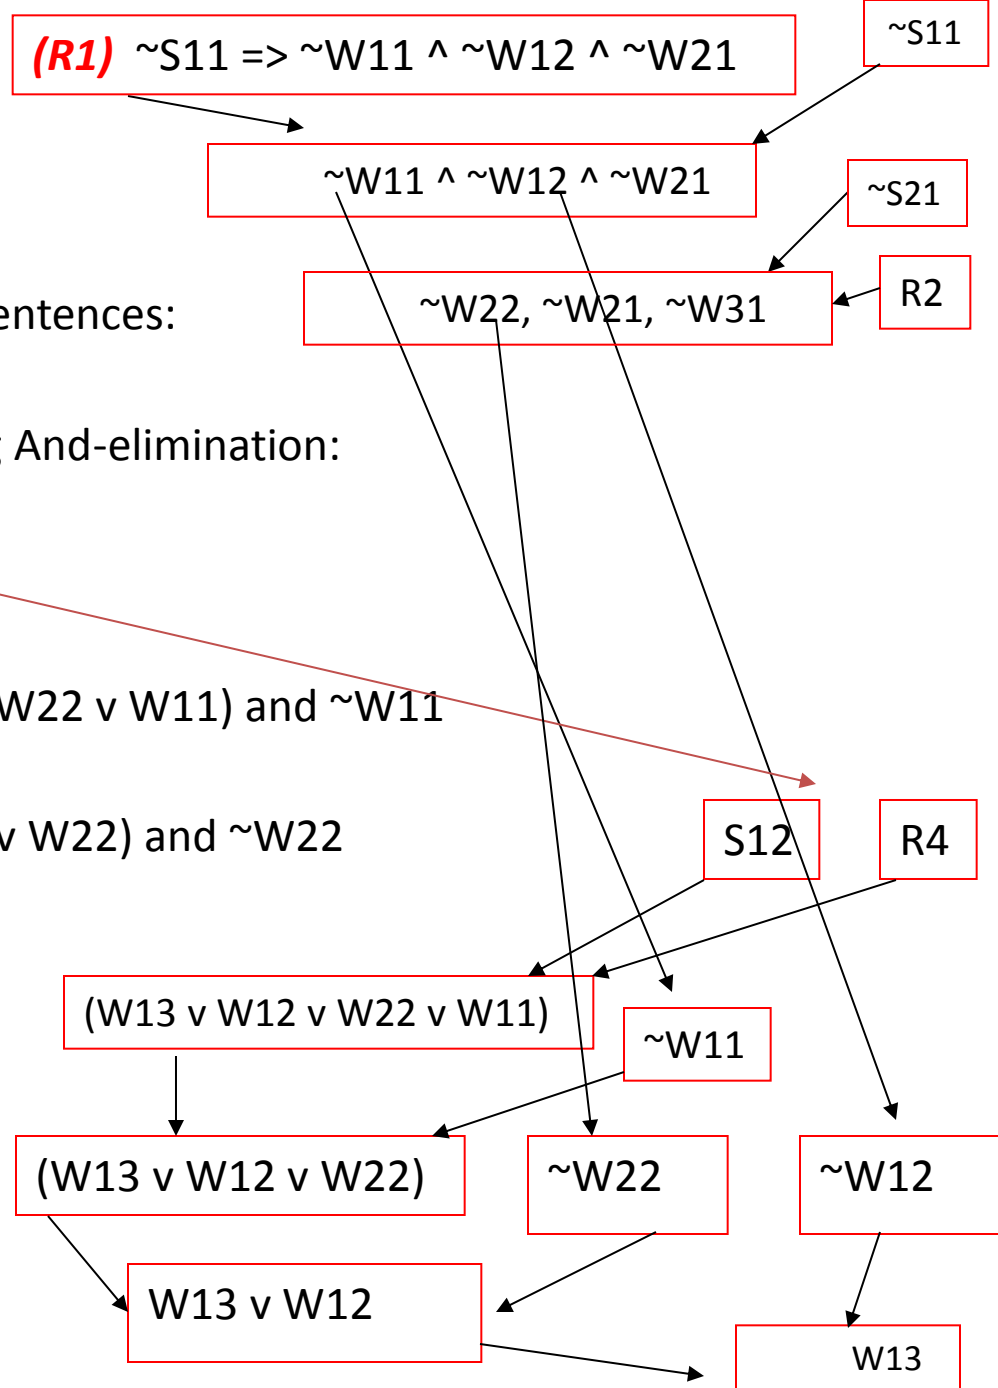 (R1) ~S11 => ~W11 ^ ~W12 ^ ~W21
~S11
~W11 ^ ~W12 ^ ~W21
~S21
~W22, ~W21, ~W31
R2
entences:
And-elimination:
W22 v W11) and ~W11
v W22) and ~W22
S12
R4
(W13 v W12 v W22 v W11)
~W11
(W13 v W12 v W22)
~W22
~W12
W13 v W12
W13